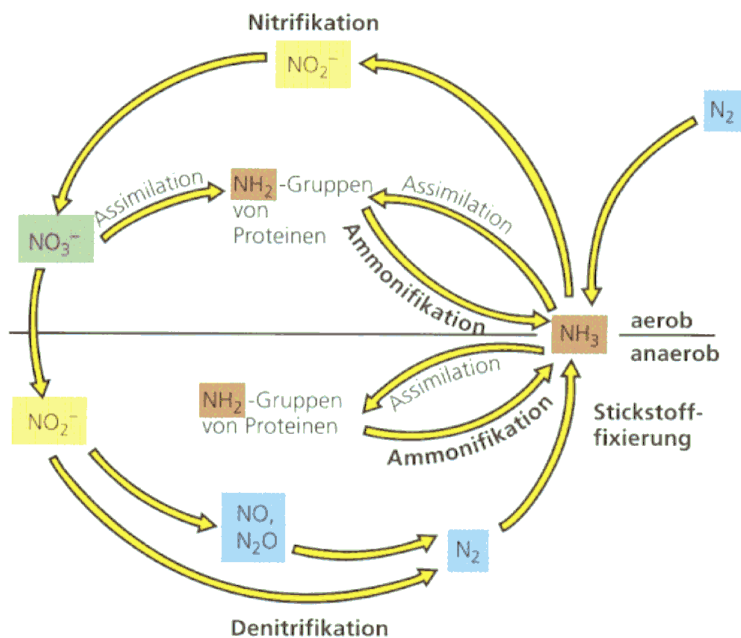 Nitrifikation
NO₂⁻
N₂
Assimilation
NH₂-Gruppen
von
Proteinen
Assimilation
NO₃⁻
Ammonifikation
NH₃
aerob
anaerob
Assimilation
NH₂-Gruppen
von Proteinen
Ammonifikation
Stickstoff-
fixierung
NO₂⁻
NO,
N₂O
N₂
Denitrifikation